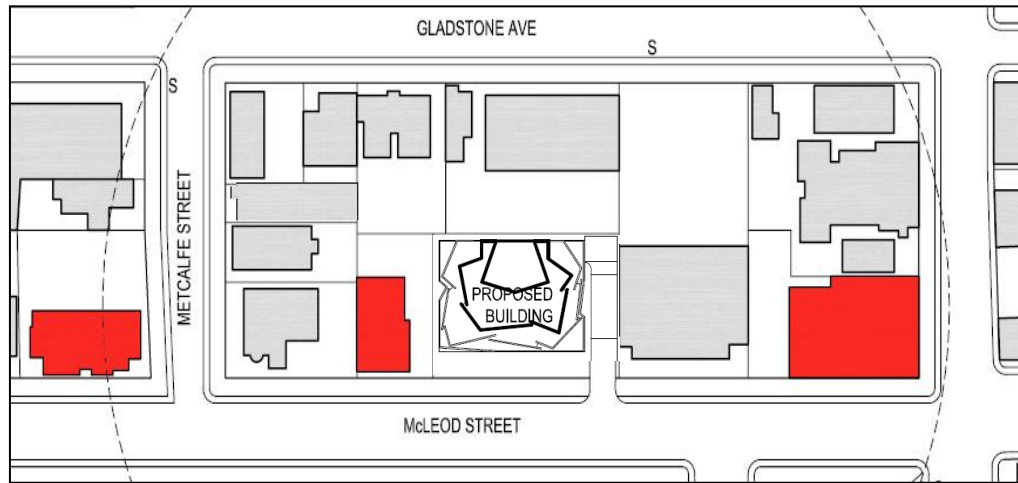 GLADSTONE AVE
S
S
METCALFE STREET
PROPOSED
BUILDING
McLEOD STREET